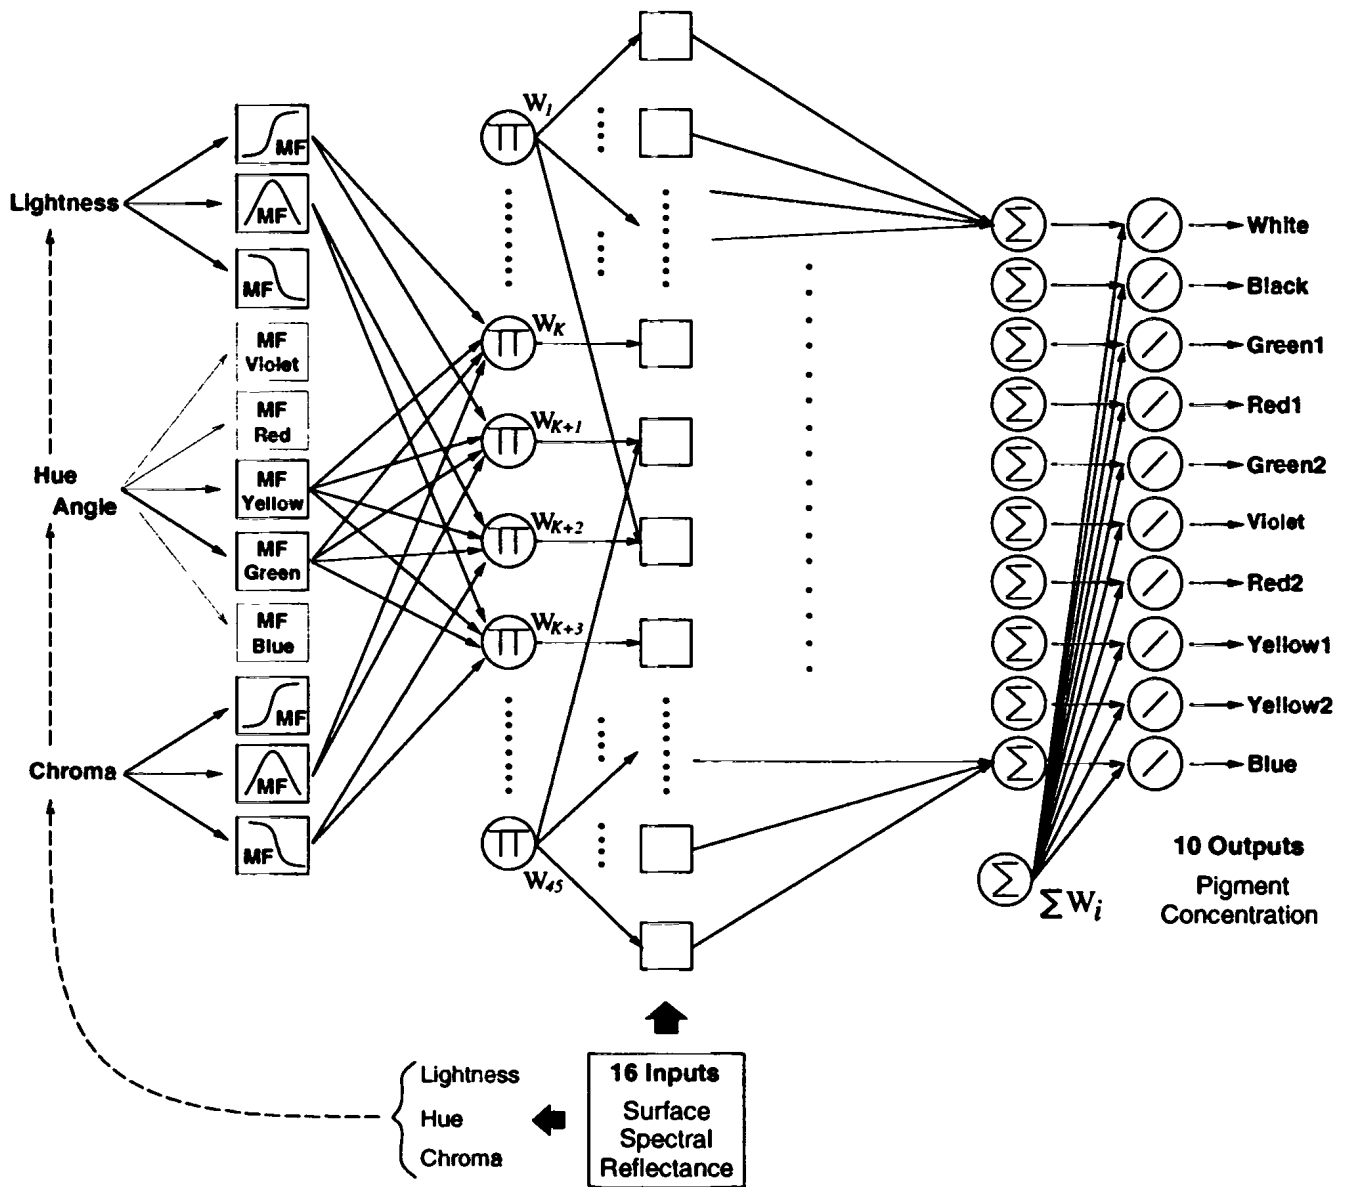 Lightness
Hue
Angle
Chroma
MF
MF
MF
MF
Violet
MF
Red
MF
Yellow
MF
Green
MF
Blue
MF
MF
MF
Π W1
Π WK
Π WK+1
Π WK+2
Π WK+3
Π W45
Σ White
Σ Black
Σ Green1
Σ Red1
Σ Green2
Σ Violet
Σ Red2
Σ Yellow1
Σ Yellow2
Σ Blue
Σ ΣWi
10 Outputs
Pigment
Concentration
Lightness
Hue
Chroma
16 Inputs
Surface
Spectral
Reflectance